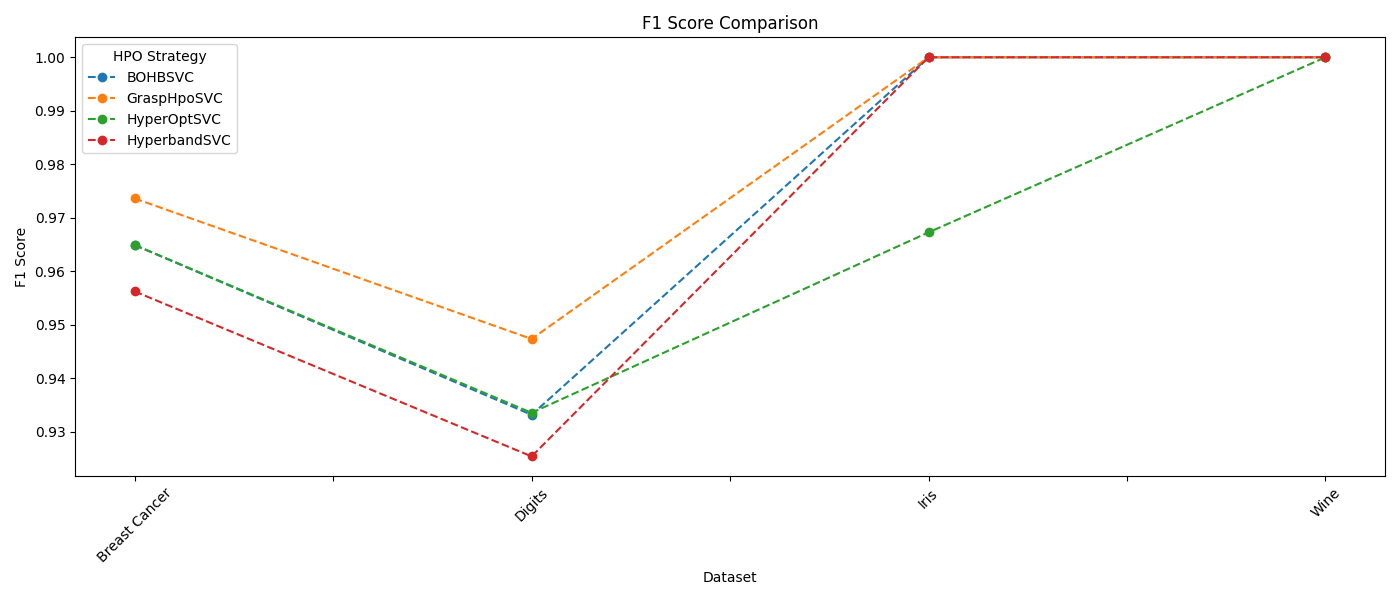 F1 Score Comparison
HPO Strategy
BOHBSVC
GraspHpoSVC
HyperOptSVC
HyperbandSVC
1.00
0.99
0.98
0.97
0.96
0.95
0.94
0.93
F1 Score
Breast Cancer
Digits
Iris
Wine
Dataset